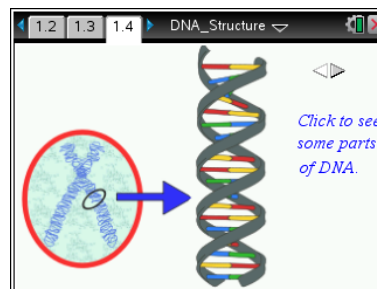 1.2 1.3 1.4 DNA_Structure
Click to see
some parts
of DNA.